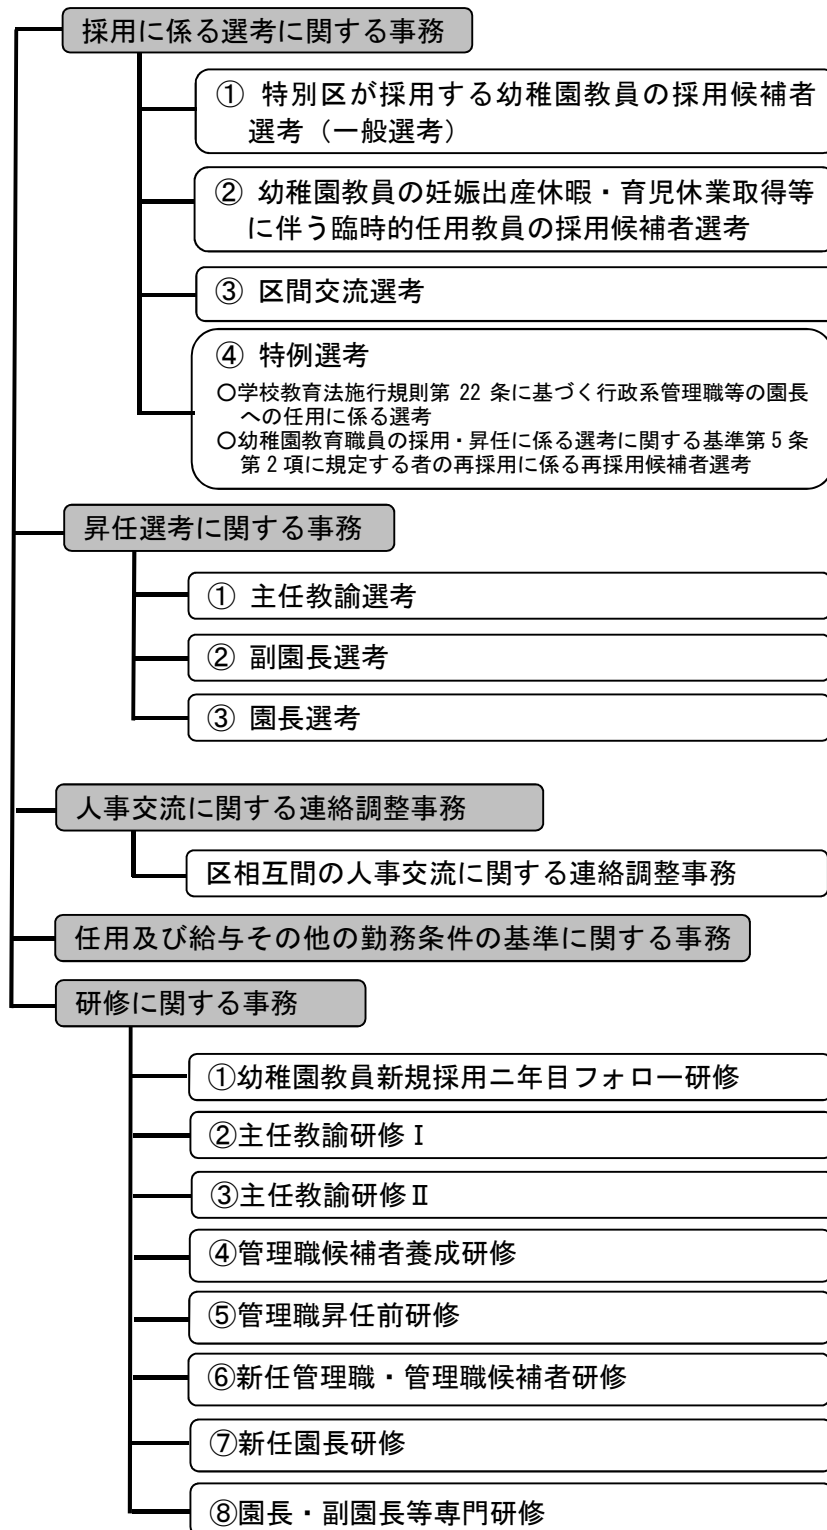 採用に係る選考に関する事務
① 特別区が採用する幼稚園教員の採用候補者
選考（一般選考）
② 幼稚園教員の妊娠出産休暇・育児休業取得等
に伴う臨時的任用教員の採用候補者選考
③ 区間交流選考
④ 特例選考
〇学校教育法施行規則第 22 条に基づく行政系管理職等の園長
への任用に係る選考
〇幼稚園教育職員の採用・昇任に係る選考に関する基準第５条
第２項に規定する者の再採用に係る再採用候補者選考
昇任選考に関する事務
① 主任教諭選考
② 副園長選考
③ 園長選考
人事交流に関する連絡調整事務
区相互間の人事交流に関する連絡調整事務
任用及び給与その他の勤務条件の基準に関する事務
研修に関する事務
①幼稚園教員新規採用二年目フォロー研修
②主任教諭研修Ⅰ
③主任教諭研修Ⅱ
④管理職候補者養成研修
⑤管理職昇任前研修
⑥新任管理職・管理職候補者研修
⑦新任園長研修
⑧園長・副園長等専門研修